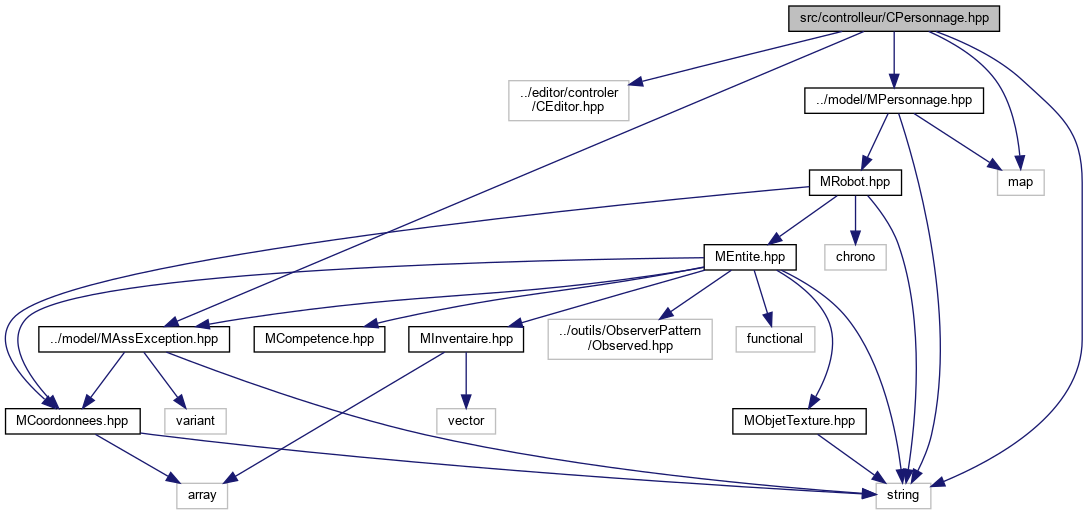 src/controlleur/CPersonnage.hpp
../editor/controler
/CEditor.hpp
../model/MPersonnage.hpp
MRobot.hpp
map
MEntite.hpp
chrono
../model/MAssException.hpp
MCompetence.hpp
MInventaire.hpp
../outils/ObserverPattern
/Observed.hpp
functional
MCoordonnees.hpp
variant
vector
MObjetTexture.hpp
array
string